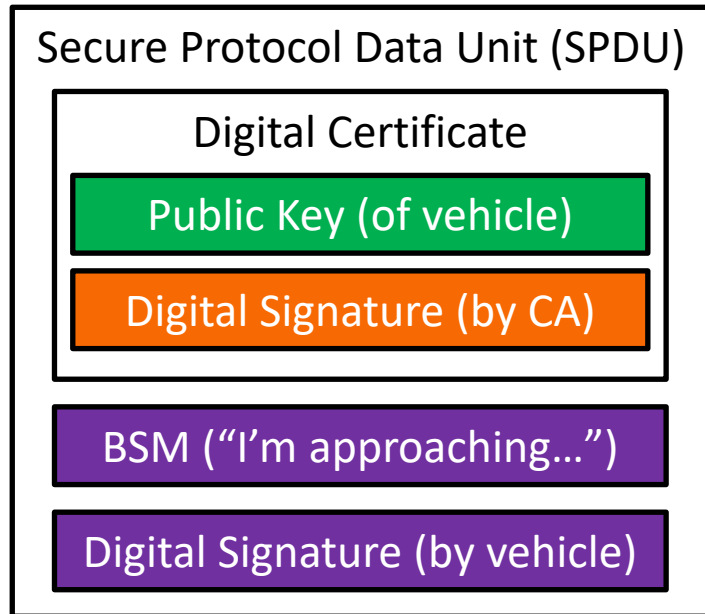 Secure Protocol Data Unit (SPDU)
Digital Certificate
Public Key (of vehicle)
Digital Signature (by CA)
BSM (“I’m approaching…”)
Digital Signature (by vehicle)